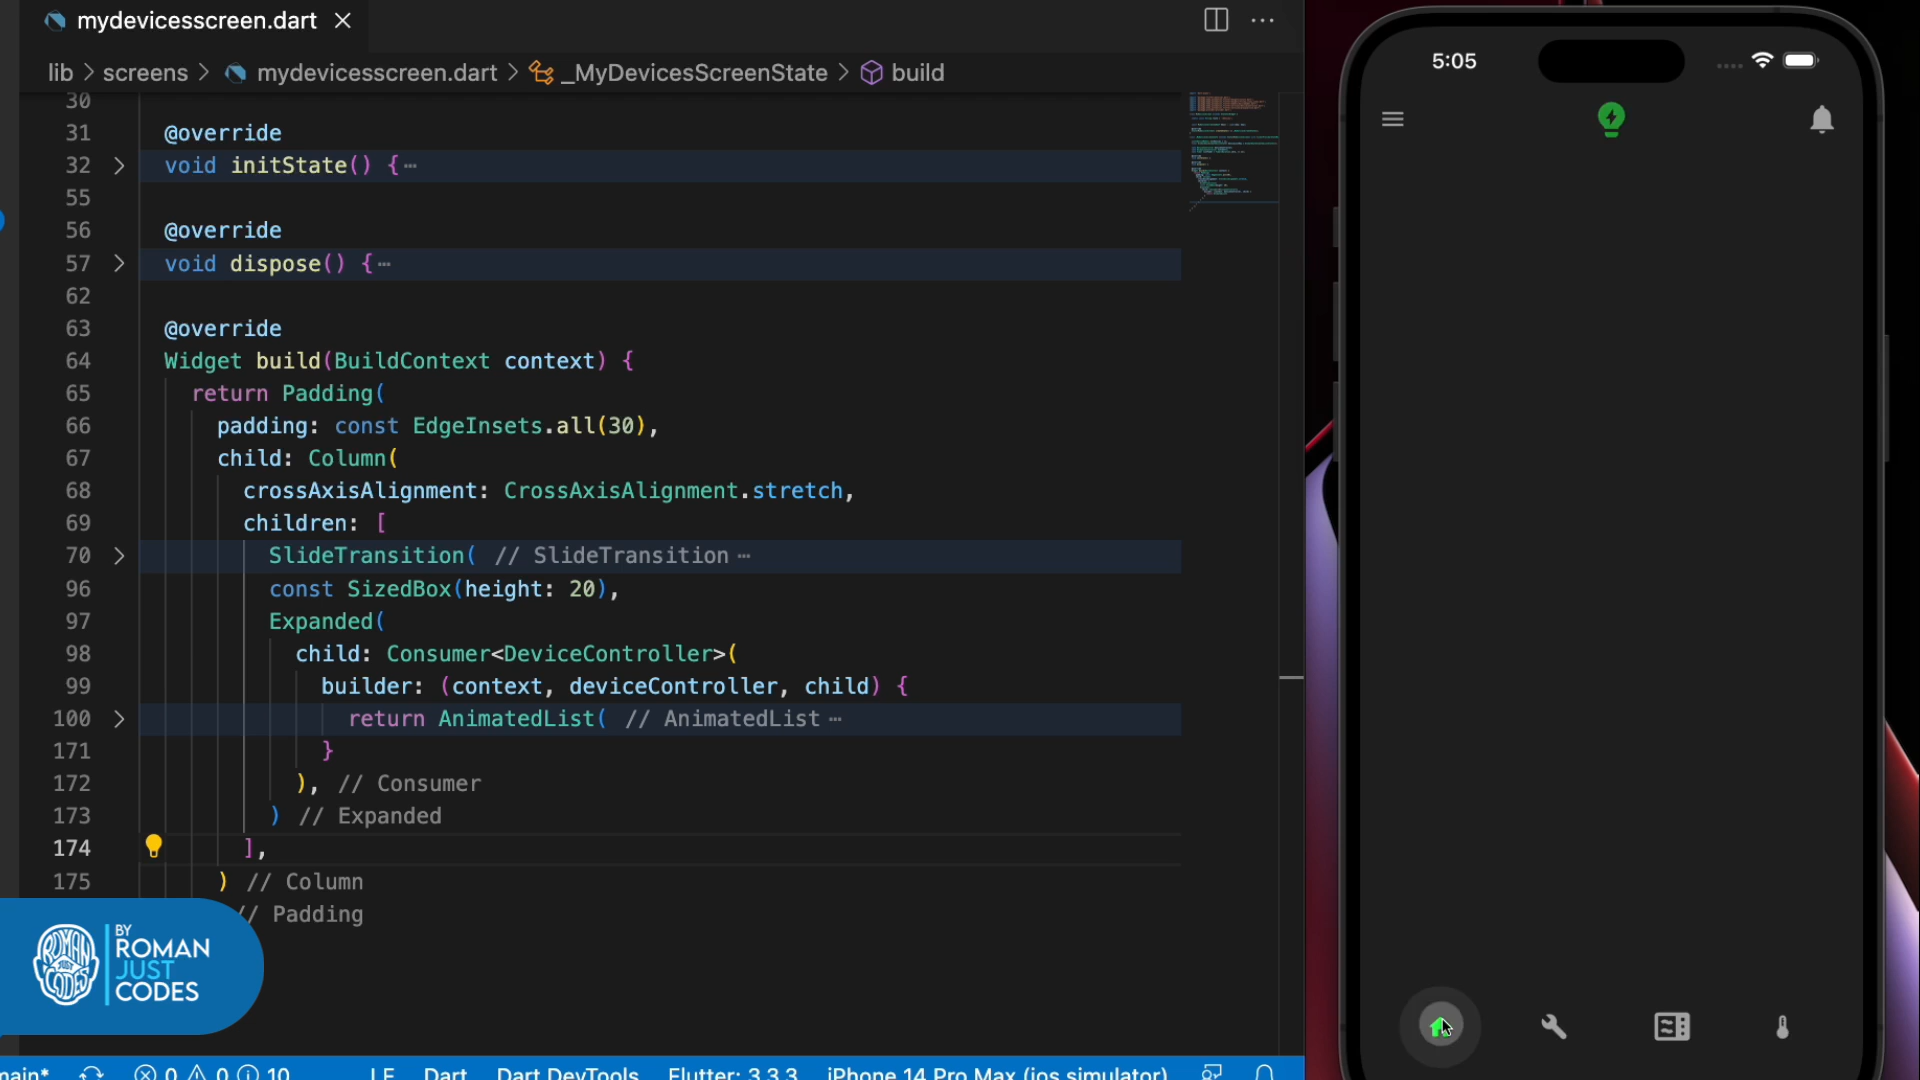 mydevicesscreen.dart
lib > screens > mydevicesscreen.dart > _MyDevicesScreenState > build
30
31 @override
32 void initState() {⋯
55
56 @override
57 void dispose() {⋯
62
63 @override
64 Widget build(BuildContext context) {
65 return Padding(
66 padding: const EdgeInsets.all(30),
67 child: Column(
68 crossAxisAlignment: CrossAxisAlignment.stretch,
69 children: [
70 SlideTransition( // SlideTransition ⋯
96 const SizedBox(height: 20),
97 Expanded(
98 child: Consumer<DeviceController>(
99 builder: (context, deviceController, child) {
100 return AnimatedList( // AnimatedList ⋯
171 }
172 ), // Consumer
173 ) // Expanded
174 ],
175 ) // Column
// Padding
BY
ROMAN
JUST
CODES
ROMAN
JUST
CODES
main* 0 0 10 LF Dart Dart DevTools Flutter: 3.3.3 iPhone 14 Pro Max (ios simulator)
5:05